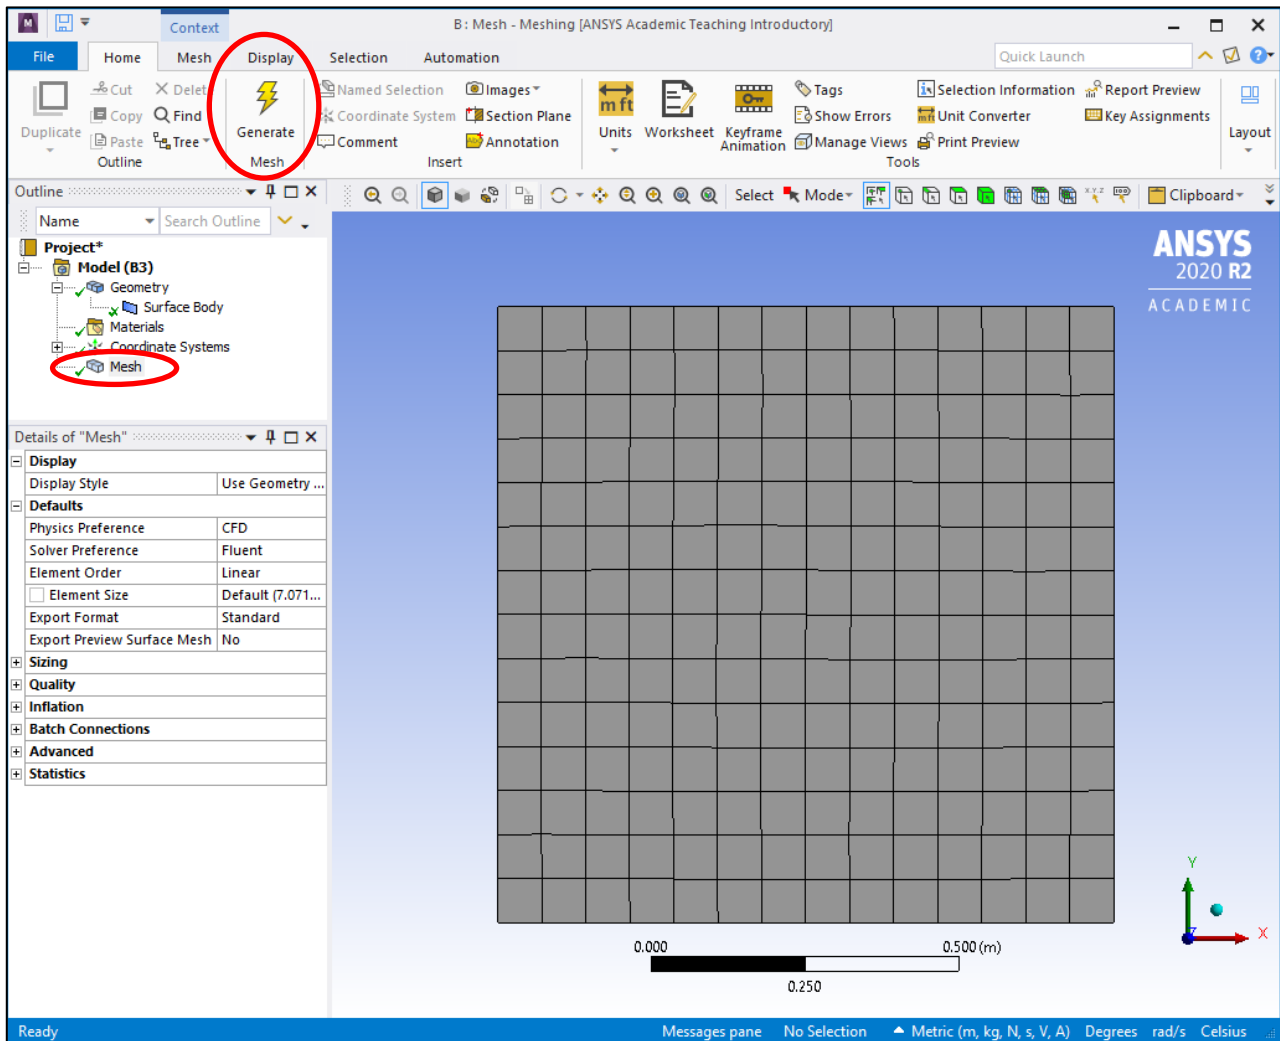 M Context B : Mesh - Meshing [ANSYS Academic Teaching Introductory]
File Home Mesh Display Selection Automation Quick Launch
Duplicate Cut Copy Paste Delet Find Tree
Outline
Generate
Mesh
Named Selection Images
Coordinate System Section Plane
Comment Annotation
Insert
m ft
Units Worksheet Keyframe Animation
Tags Selection Information Report Preview
Show Errors Unit Converter Key Assignments
Manage Views Print Preview
Tools
Layout
Outline
Select Mode Clipboard
Name Search Outline
Project*
Model (B3)
Geometry
Surface Body
Materials
Coordinate Systems
Mesh
Details of "Mesh"
Display
Display Style Use Geometry ...
Defaults
Physics Preference CFD
Solver Preference Fluent
Element Order Linear
Element Size Default (7.071...
Export Format Standard
Export Preview Surface Mesh No
Sizing
Quality
Inflation
Batch Connections
Advanced
Statistics
ANSYS
2020 R2
ACADEMIC
Y
X
0.000 0.500 (m)
0.250
Ready Messages pane No Selection Metric (m, kg, N, s, V, A) Degrees rad/s Celsius